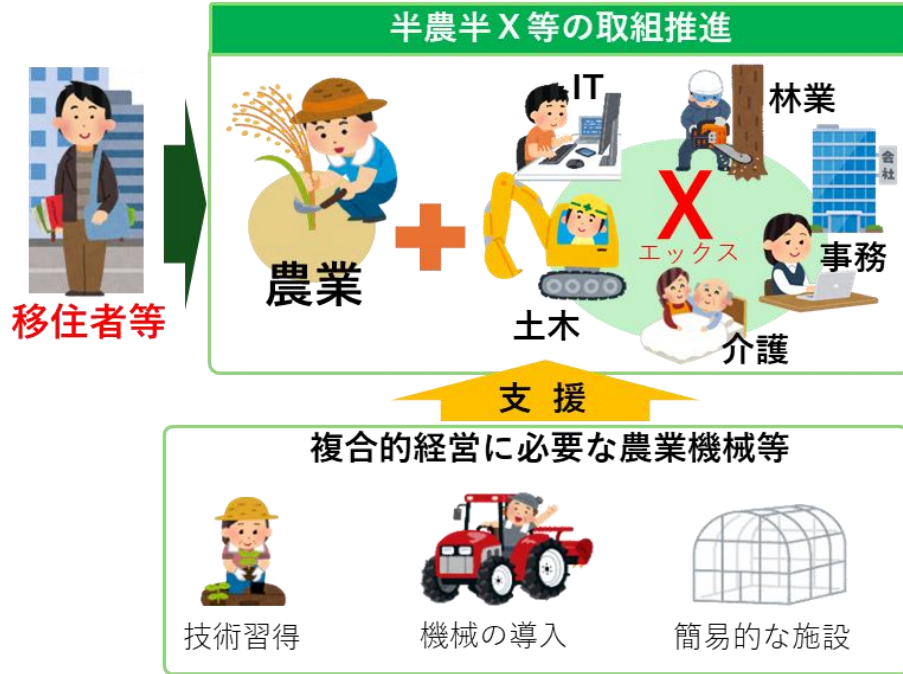 半農半X等の取組推進
移住者等
農業
IT
林業
会社
X
エックス
事務
土木
介護
支 援
複合的経営に必要な農業機械等
技術習得
機械の導入
簡易的な施設